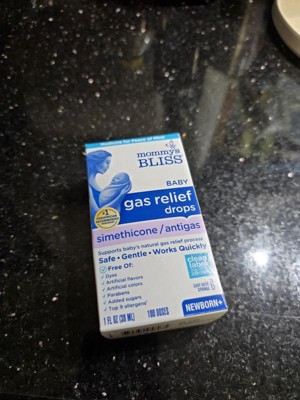 mommy's
BLISS
BABY
gas relief
drops
simethicone / antigas
Supports baby's natural gas relief process
Safe • Gentle • Works Quickly
Free Of:
✓ Dyes
✓ Artificial flavors
✓ Artificial colors
✓ Parabens
✓ Added sugars
✓ Top 9 allergens
#1
clean
label
1 FL OZ (30 ML)
100 DOSES
NEWBORN+